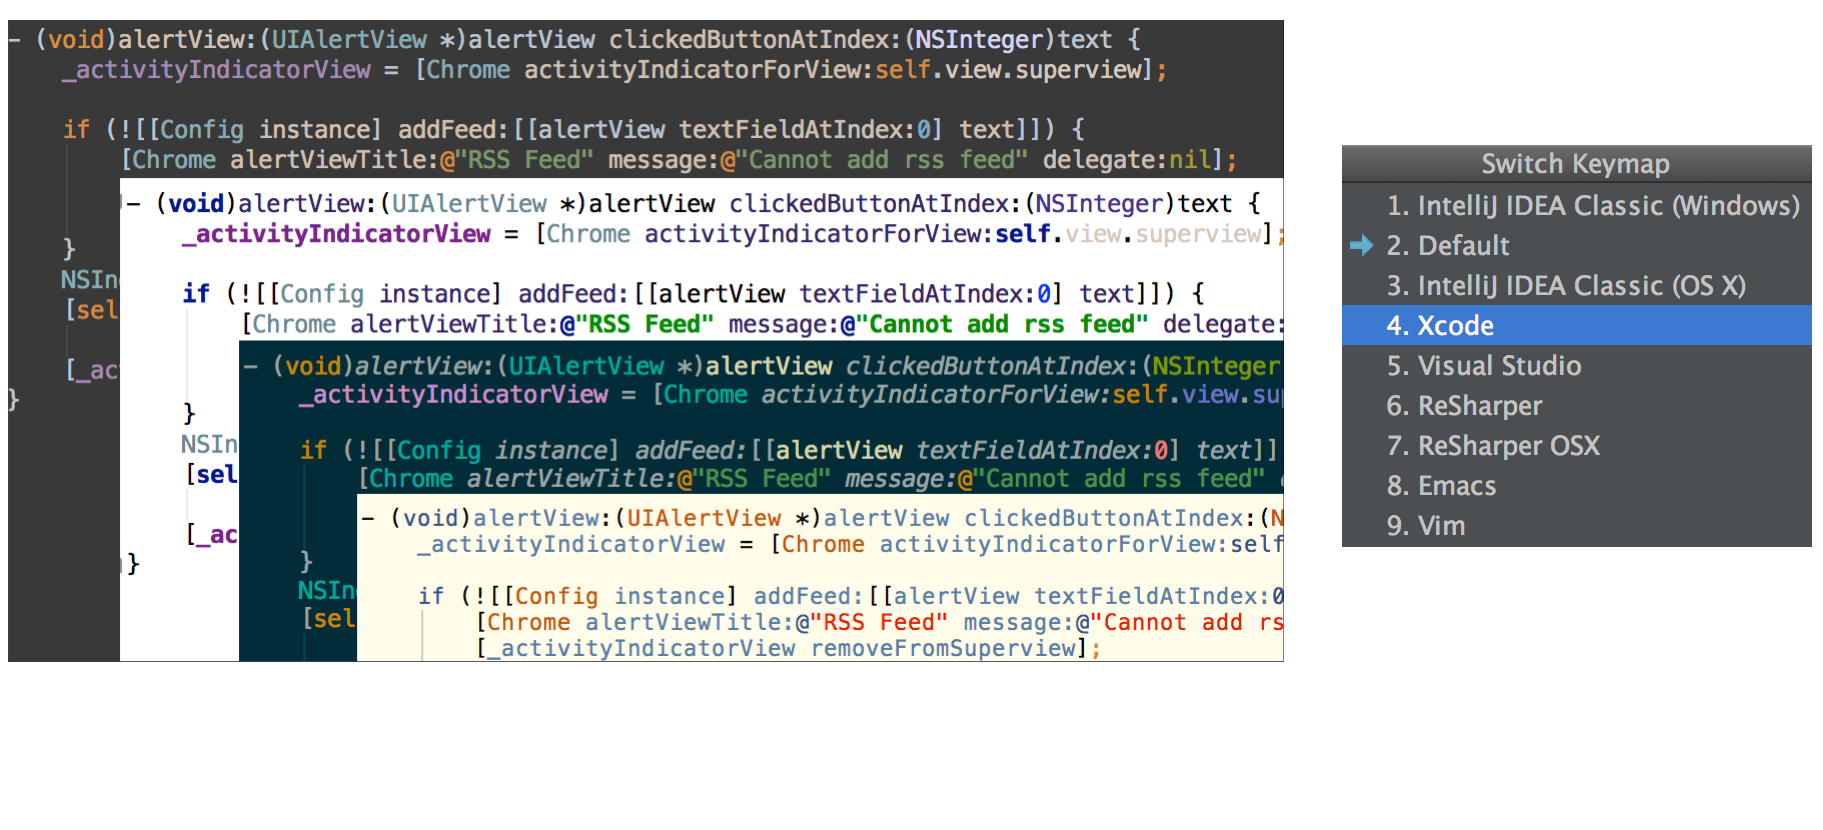 - (void)alertView:(UIAlertView *)alertView clickedButtonAtIndex:(NSInteger)text {
_activityIndicatorView = [Chrome activityIndicatorForView:self.view.superview];
if (![[Config instance] addFeed:[[alertView textFieldAtIndex:0] text]]) {
[Chrome alertViewTitle:@"RSS Feed" message:@"Cannot add rss feed" delegate:nil];
}
NSIn
[sel
[_ac
}
- (void)alertView:(UIAlertView *)alertView clickedButtonAtIndex:(NSInteger)text {
_activityIndicatorView = [Chrome activityIndicatorForView:self.view.superview];
if (![[Config instance] addFeed:[[alertView textFieldAtIndex:0] text]]) {
[Chrome alertViewTitle:@"RSS Feed" message:@"Cannot add rss feed" delegate:
}
NSIn
[sel
[_ac
}
- (void)alertView:(UIAlertView *)alertView clickedButtonAtIndex:(NSInteger
_activityIndicatorView = [Chrome activityIndicatorForView:self.view.su
if (![[Config instance] addFeed:[[alertView textFieldAtIndex:0] text]]
[Chrome alertViewTitle:@"RSS Feed" message:@"Cannot add rss feed"
}
NSIn
[sel
- (void)alertView:(UIAlertView *)alertView clickedButtonAtIndex:(N
_activityIndicatorView = [Chrome activityIndicatorForView:self
if (![[Config instance] addFeed:[[alertView textFieldAtIndex:0
[Chrome alertViewTitle:@"RSS Feed" message:@"Cannot add rs
[_activityIndicatorView removeFromSuperview];
Switch Keymap
1. IntelliJ IDEA Classic (Windows)
2. Default
3. IntelliJ IDEA Classic (OS X)
4. Xcode
5. Visual Studio
6. ReSharper
7. ReSharper OSX
8. Emacs
9. Vim